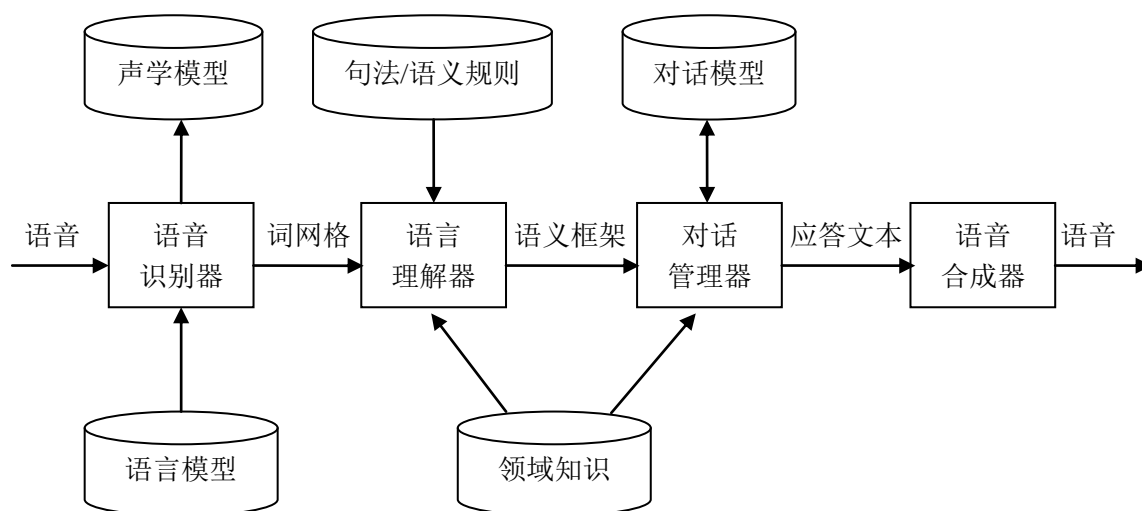 声学模型
句法/语义规则
对话模型
语音
语音
识别器
词网格
语言
理解器
语义框架
对话
管理器
应答文本
语音
合成器
语音
语言模型
领域知识